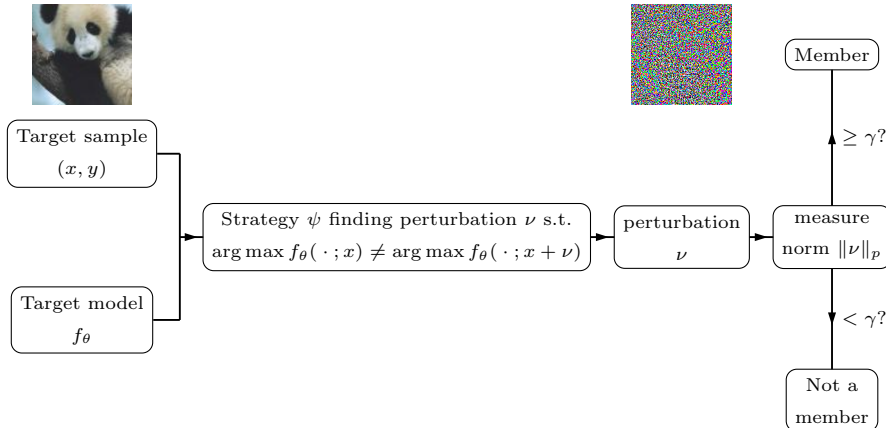 Target sample
(x, y)
Target model
f_θ
Strategy ψ finding perturbation ν s.t.
arg max f_θ( · ; x) ≠ arg max f_θ( · ; x + ν)
perturbation
ν
measure
norm ‖ν‖_p
≥ γ?
Member
< γ?
Not a
member